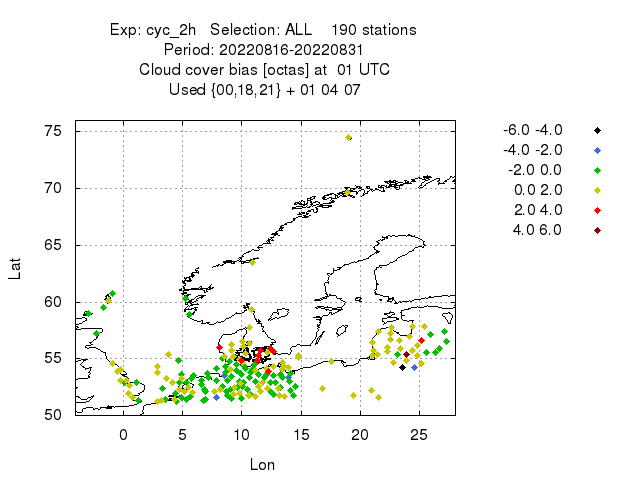 Exp: cyc_2h Selection: ALL 190 stations
Period: 20220816-20220831
Cloud cover bias [octas] at 01 UTC
Used {00,18,21} + 01 04 07
75
70
65
60
55
50
Lat
0 5 10 15 20 25
Lon
-6.0 -4.0
-4.0 -2.0
-2.0 0.0
0.0 2.0
2.0 4.0
4.0 6.0